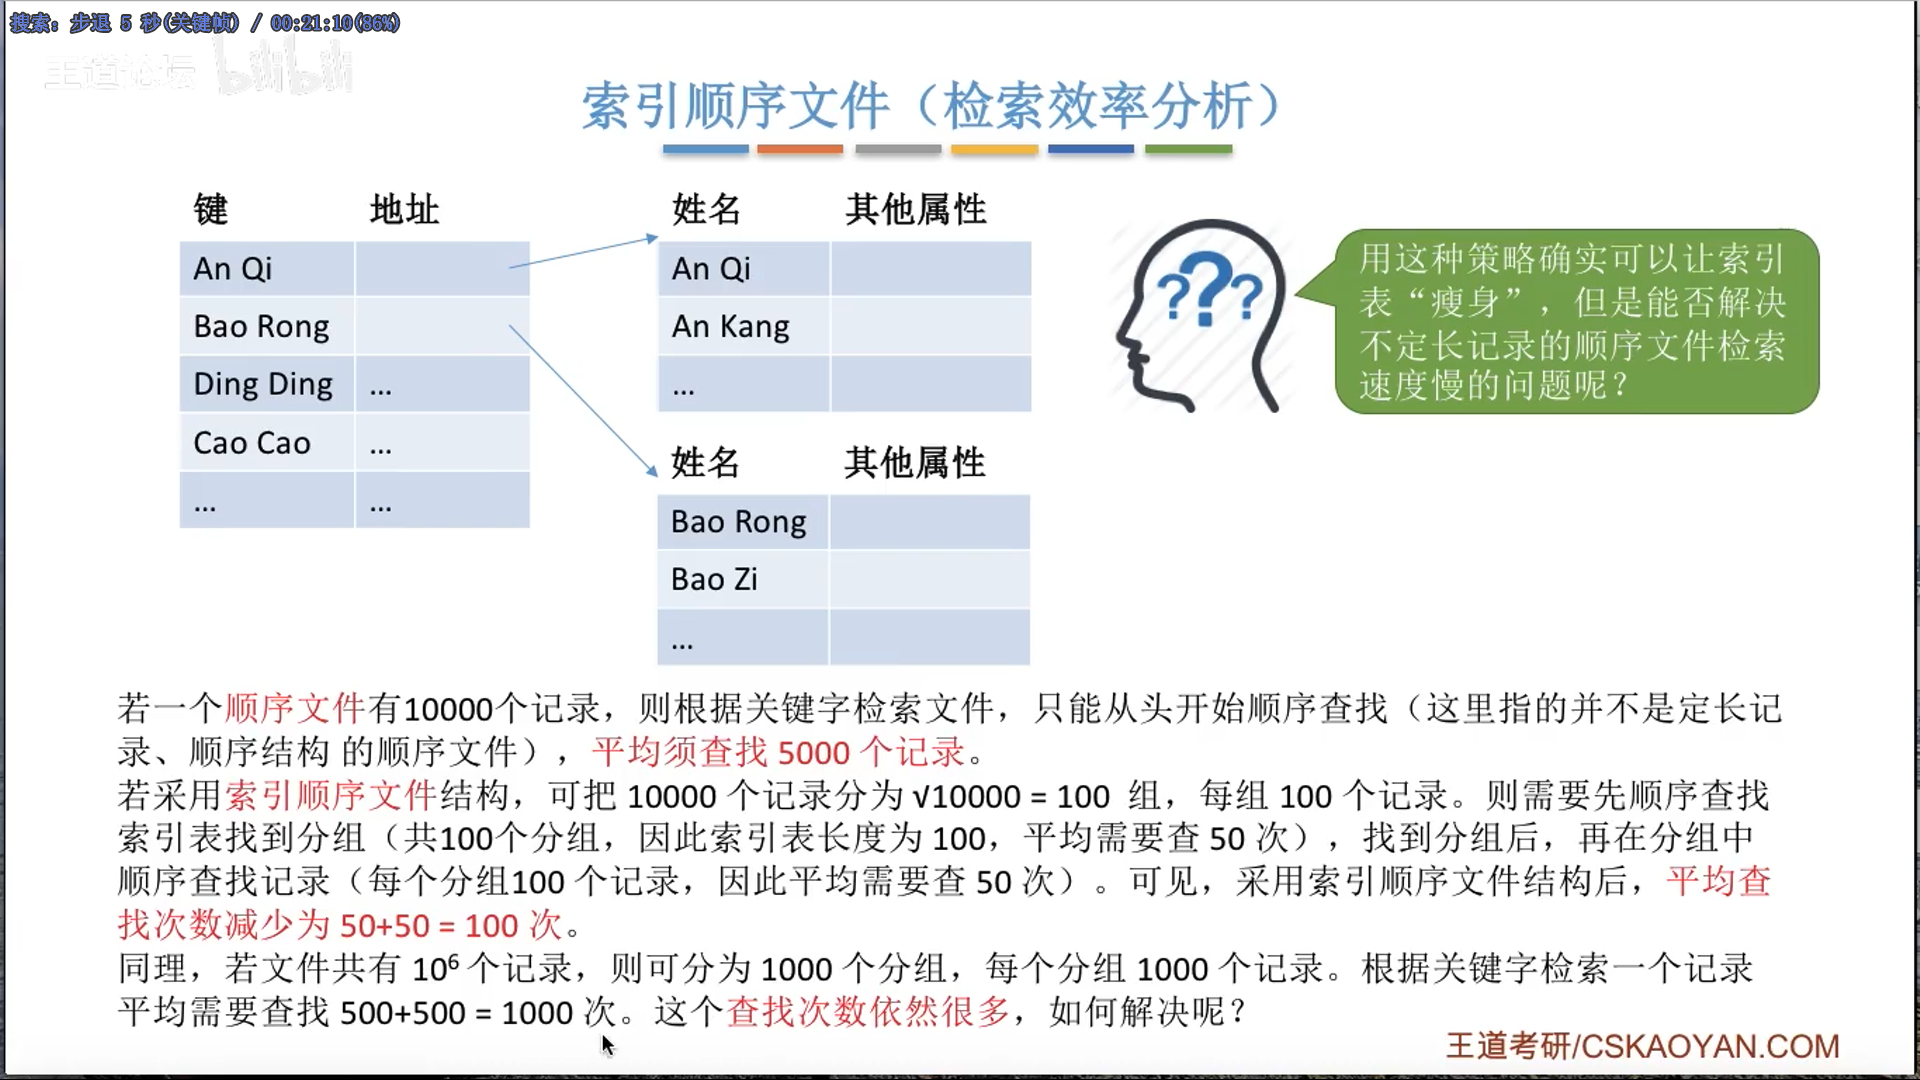 搜索: 步退 5 秒(关键帧) / 00:21:10(86%)
王道论坛 bilibili
索引顺序文件（检索效率分析）
键 地址
An Qi
Bao Rong
Ding Ding ...
Cao Cao ...
... ...
姓名 其他属性
An Qi
An Kang
...
姓名 其他属性
Bao Rong
Bao Zi
...
???
用这种策略确实可以让索引
表“瘦身”，但是能否解决
不定长记录的顺序文件检索
速度慢的问题呢？
若一个顺序文件有10000个记录，则根据关键字检索文件，只能从头开始顺序查找（这里指的并不是定长记
录、顺序结构 的顺序文件），平均须查找 5000 个记录。
若采用索引顺序文件结构，可把 10000 个记录分为 √10000 = 100 组，每组 100 个记录。则需要先顺序查找
索引表找到分组（共100个分组，因此索引表长度为 100，平均需要查 50 次），找到分组后，再在分组中
顺序查找记录（每个分组100 个记录，因此平均需要查 50 次）。可见，采用索引顺序文件结构后，平均查
找次数减少为 50+50 = 100 次。
同理，若文件共有 10⁶ 个记录，则可分为 1000 个分组，每个分组 1000 个记录。根据关键字检索一个记录
平均需要查找 500+500 = 1000 次。这个查找次数依然很多，如何解决呢？
王道考研/CSKAOYAN.COM